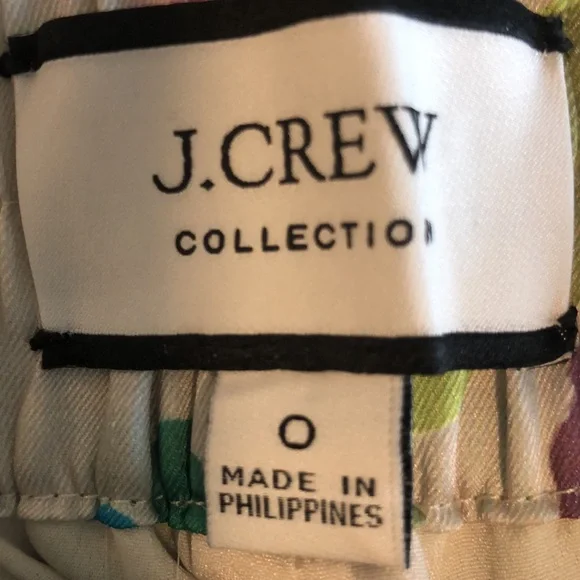 J.CREW
COLLECTION
0
MADE IN
PHILIPPINES